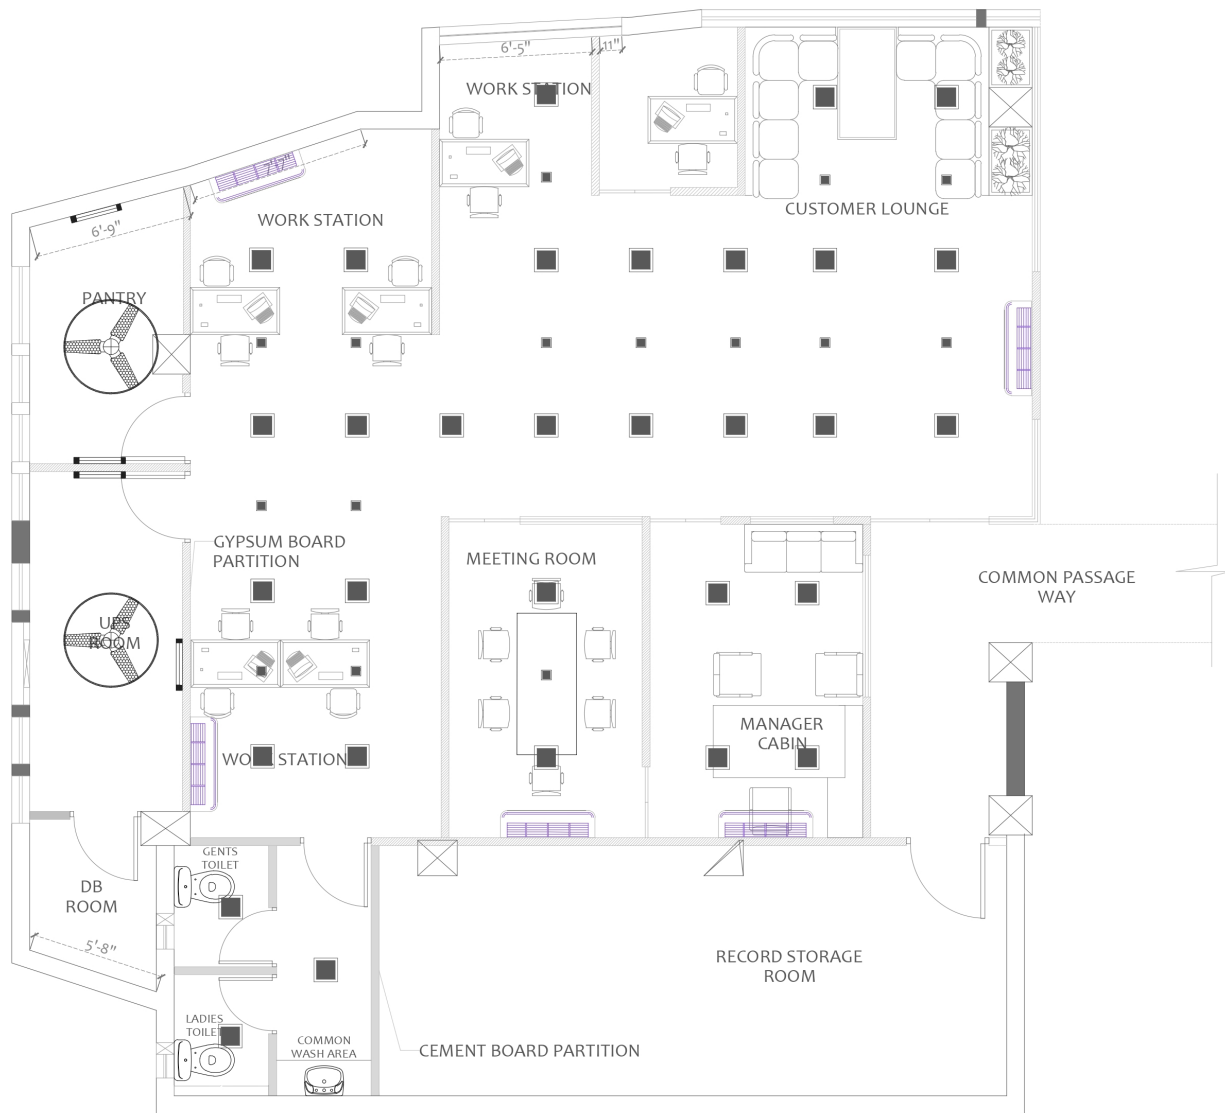 6'-5"
11"
WORK STATION
7'7"
CUSTOMER LOUNGE
WORK STATION
6'-9"
PANTRY
GYPSUM BOARD
PARTITION
MEETING ROOM
COMMON PASSAGE
WAY
UPS
ROOM
MANAGER
CABIN
WORK STATION
GENTS
TOILET
DB
ROOM
5'-8"
RECORD STORAGE
ROOM
LADIES
TOILET
COMMON
WASH AREA
CEMENT BOARD PARTITION